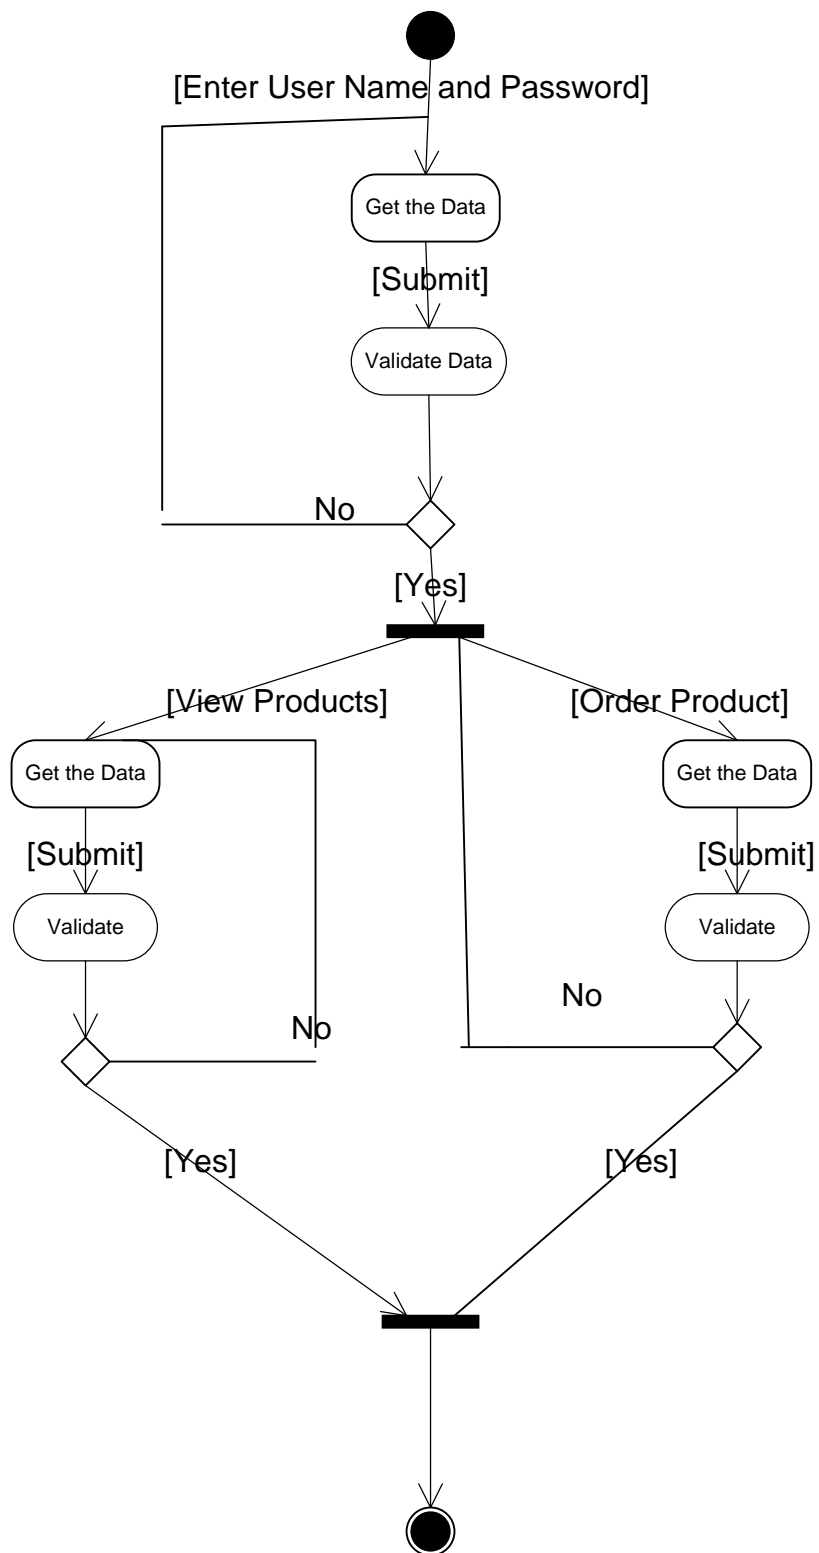 [Enter User Name and Password]
Get the Data
[Submit]
Validate Data
No
[Yes]
[View Products]
[Order Product]
Get the Data
Get the Data
[Submit]
[Submit]
Validate
Validate
No
No
[Yes]
[Yes]